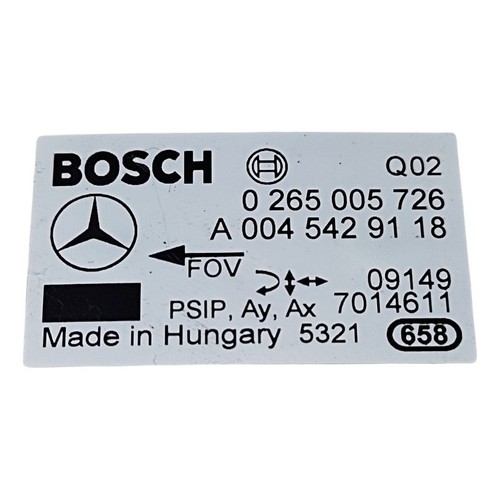 BOSCH Q02
0 265 005 726
A 004 542 91 18
FOV
09149
PSIP, Ay, Ax 7014611
Made in Hungary 5321 658